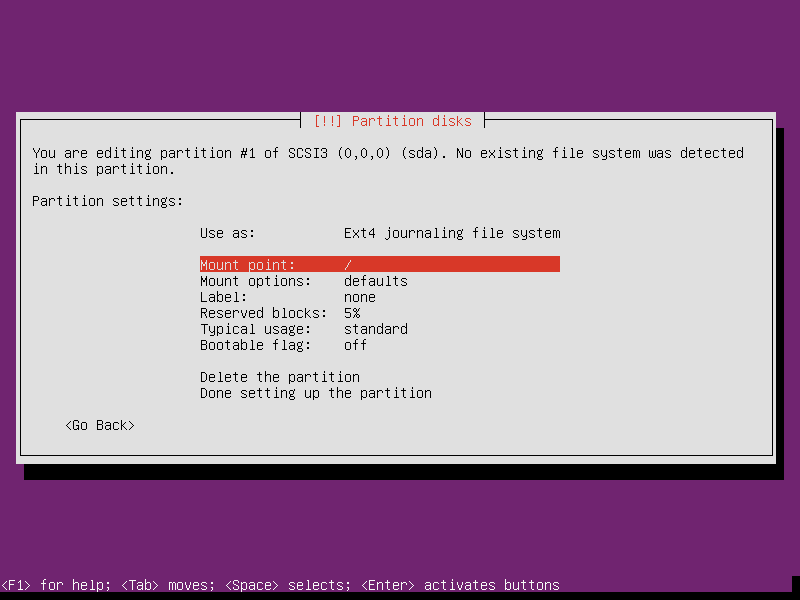 [!!] Partition disks
You are editing partition #1 of SCSI3 (0,0,0) (sda). No existing file system was detected
in this partition.
Partition settings:
Use as: Ext4 journaling file system
Mount point: /
Mount options: defaults
Label: none
Reserved blocks: 5%
Typical usage: standard
Bootable flag: off
Delete the partition
Done setting up the partition
<Go Back>
<F1> for help; <Tab> moves; <Space> selects; <Enter> activates buttons